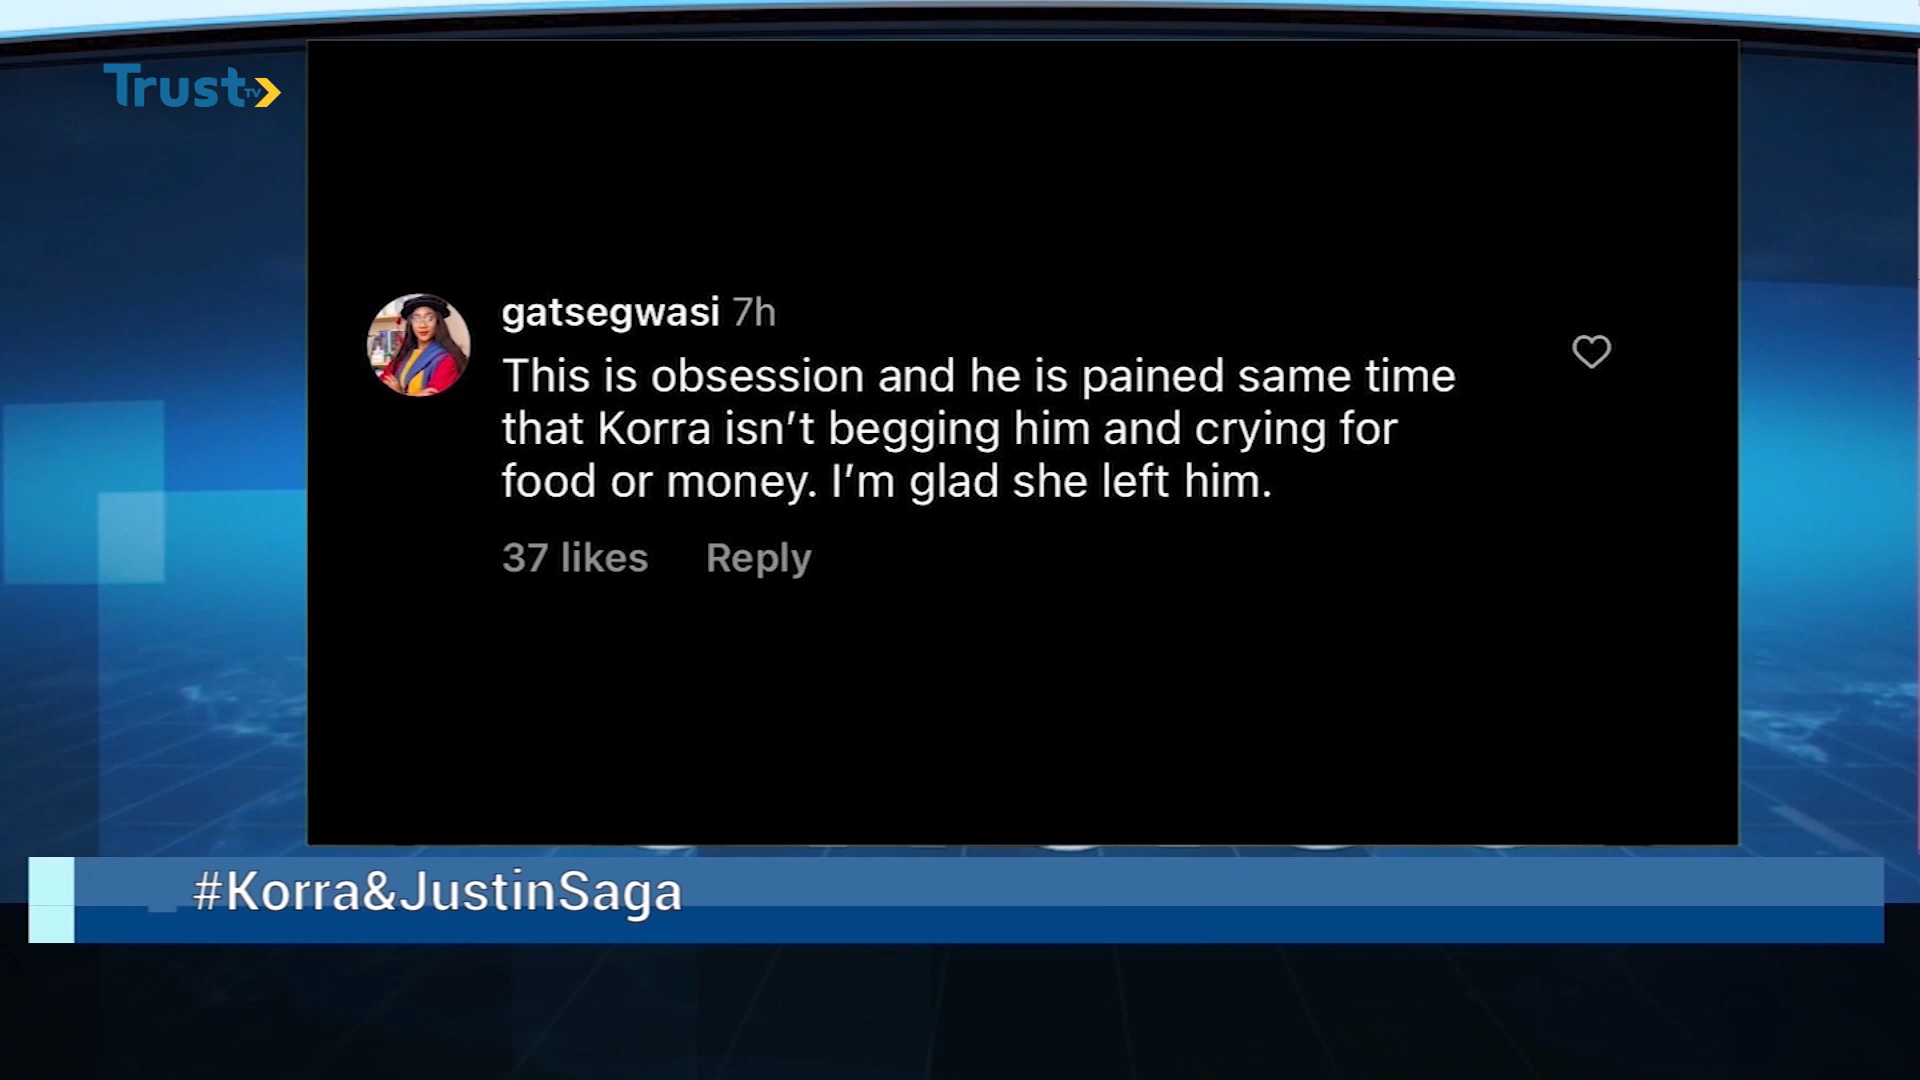 Trust TV
gatsegwasi 7h
This is obsession and he is pained same time
that Korra isn’t begging him and crying for
food or money. I’m glad she left him.
37 likes Reply
#Korra&JustinSaga